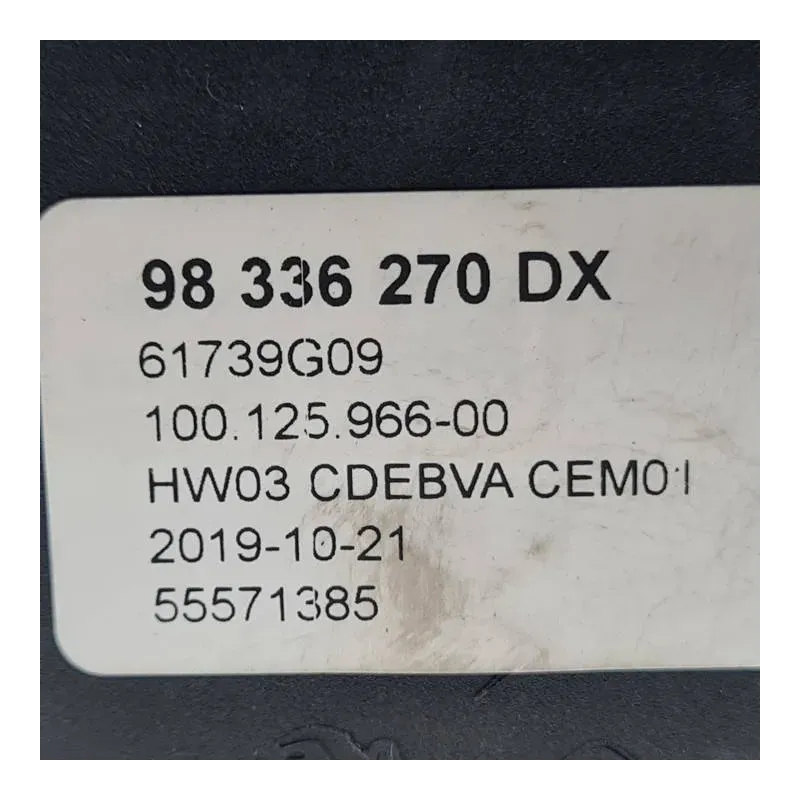 98 336 270 DX
61739G09
100.125.966-00
HW03 CDEBVA CEM01
2019-10-21
55571385